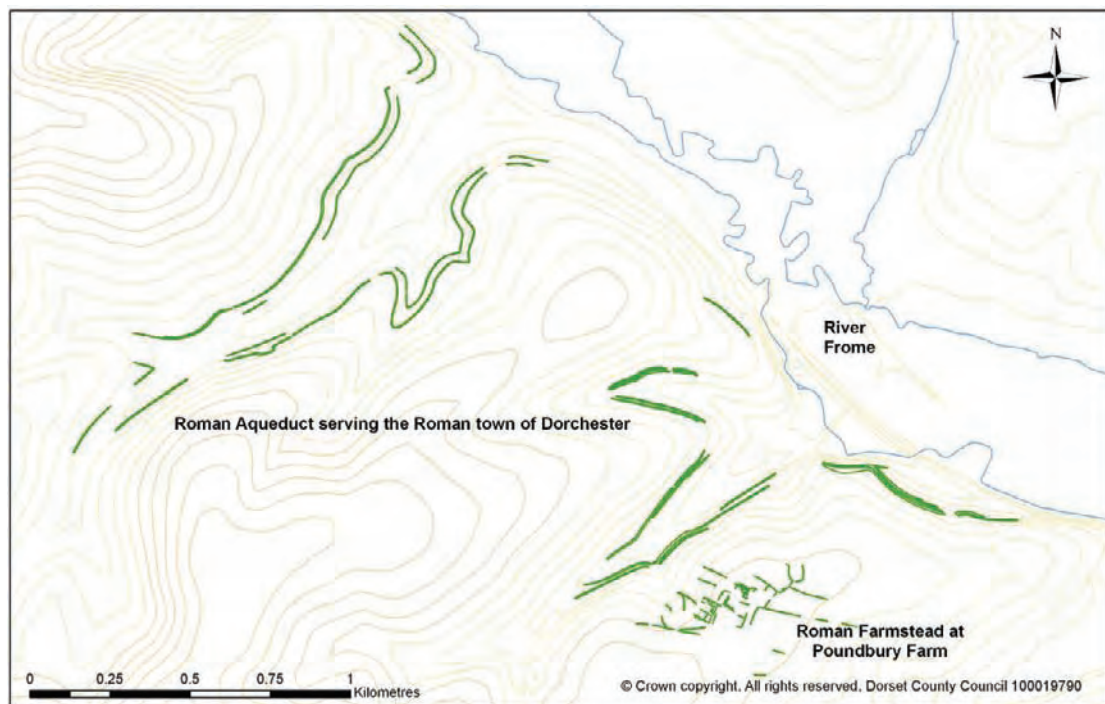 N
River
Frome
Roman Aqueduct serving the Roman town of Dorchester
Roman Farmstead at
Poundbury Farm
0 0.25 0.5 0.75 1
Kilometres
© Crown copyright. All rights reserved. Dorset County Council 100019790